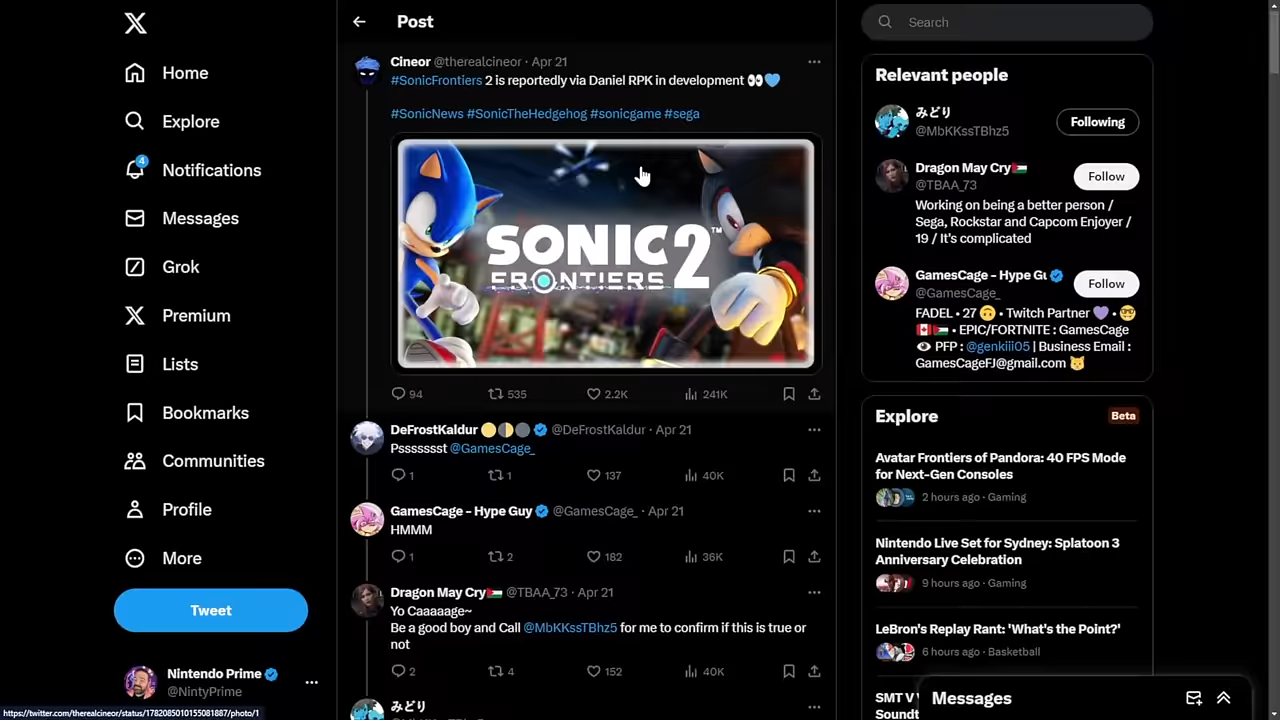 Home
Explore
4
Notifications
Messages
Grok
Premium
Lists
Bookmarks
Communities
Profile
More
Tweet
Nintendo Prime
@NintyPrime
https://twitter.com/therealcineor/status/1782085010155081887/photo/1
Post
Cineor @therealcineor · Apr 21
#SonicFrontiers 2 is reportedly via Daniel RPK in development 👀💙
#SonicNews #SonicTheHedgehog #sonicgame #sega
SONIC 2™
FRONTIERS
94 535 2.2K 241K
DeFrostKaldur 🌕🌗🌑 @DeFrostKaldur · Apr 21
Psssssst @GamesCage_
1 1 137 40K
GamesCage - Hype Guy @GamesCage_ · Apr 21
HMMM
1 2 182 36K
Dragon May Cry🇵🇸 @TBAA_73 · Apr 21
Yo Caaaaage~
Be a good boy and Call @MbKKssTBhz5 for me to confirm if this is true or
not
2 4 152 40K
みどり
Search
Relevant people
みどり
@MbKKssTBhz5
Following
Dragon May Cry🇵🇸
@TBAA_73
Follow
Working on being a better person /
Sega, Rockstar and Capcom Enjoyer /
19 / It's complicated
GamesCage - Hype Gu
@GamesCage_
Follow
FADEL • 27 🙃 • Twitch Partner 💜 • 🤓
🇨🇦🇵🇸 • EPIC/FORTNITE : GamesCage
👁 PFP : @genkiii05 | Business Email :
GamesCageFJ@gmail.com 😼
Explore
Beta
Avatar Frontiers of Pandora: 40 FPS Mode
for Next-Gen Consoles
2 hours ago · Gaming
Nintendo Live Set for Sydney: Splatoon 3
Anniversary Celebration
9 hours ago · Gaming
LeBron's Replay Rant: 'What's the Point?'
6 hours ago · Basketball
SMT V
Soundt
Messages